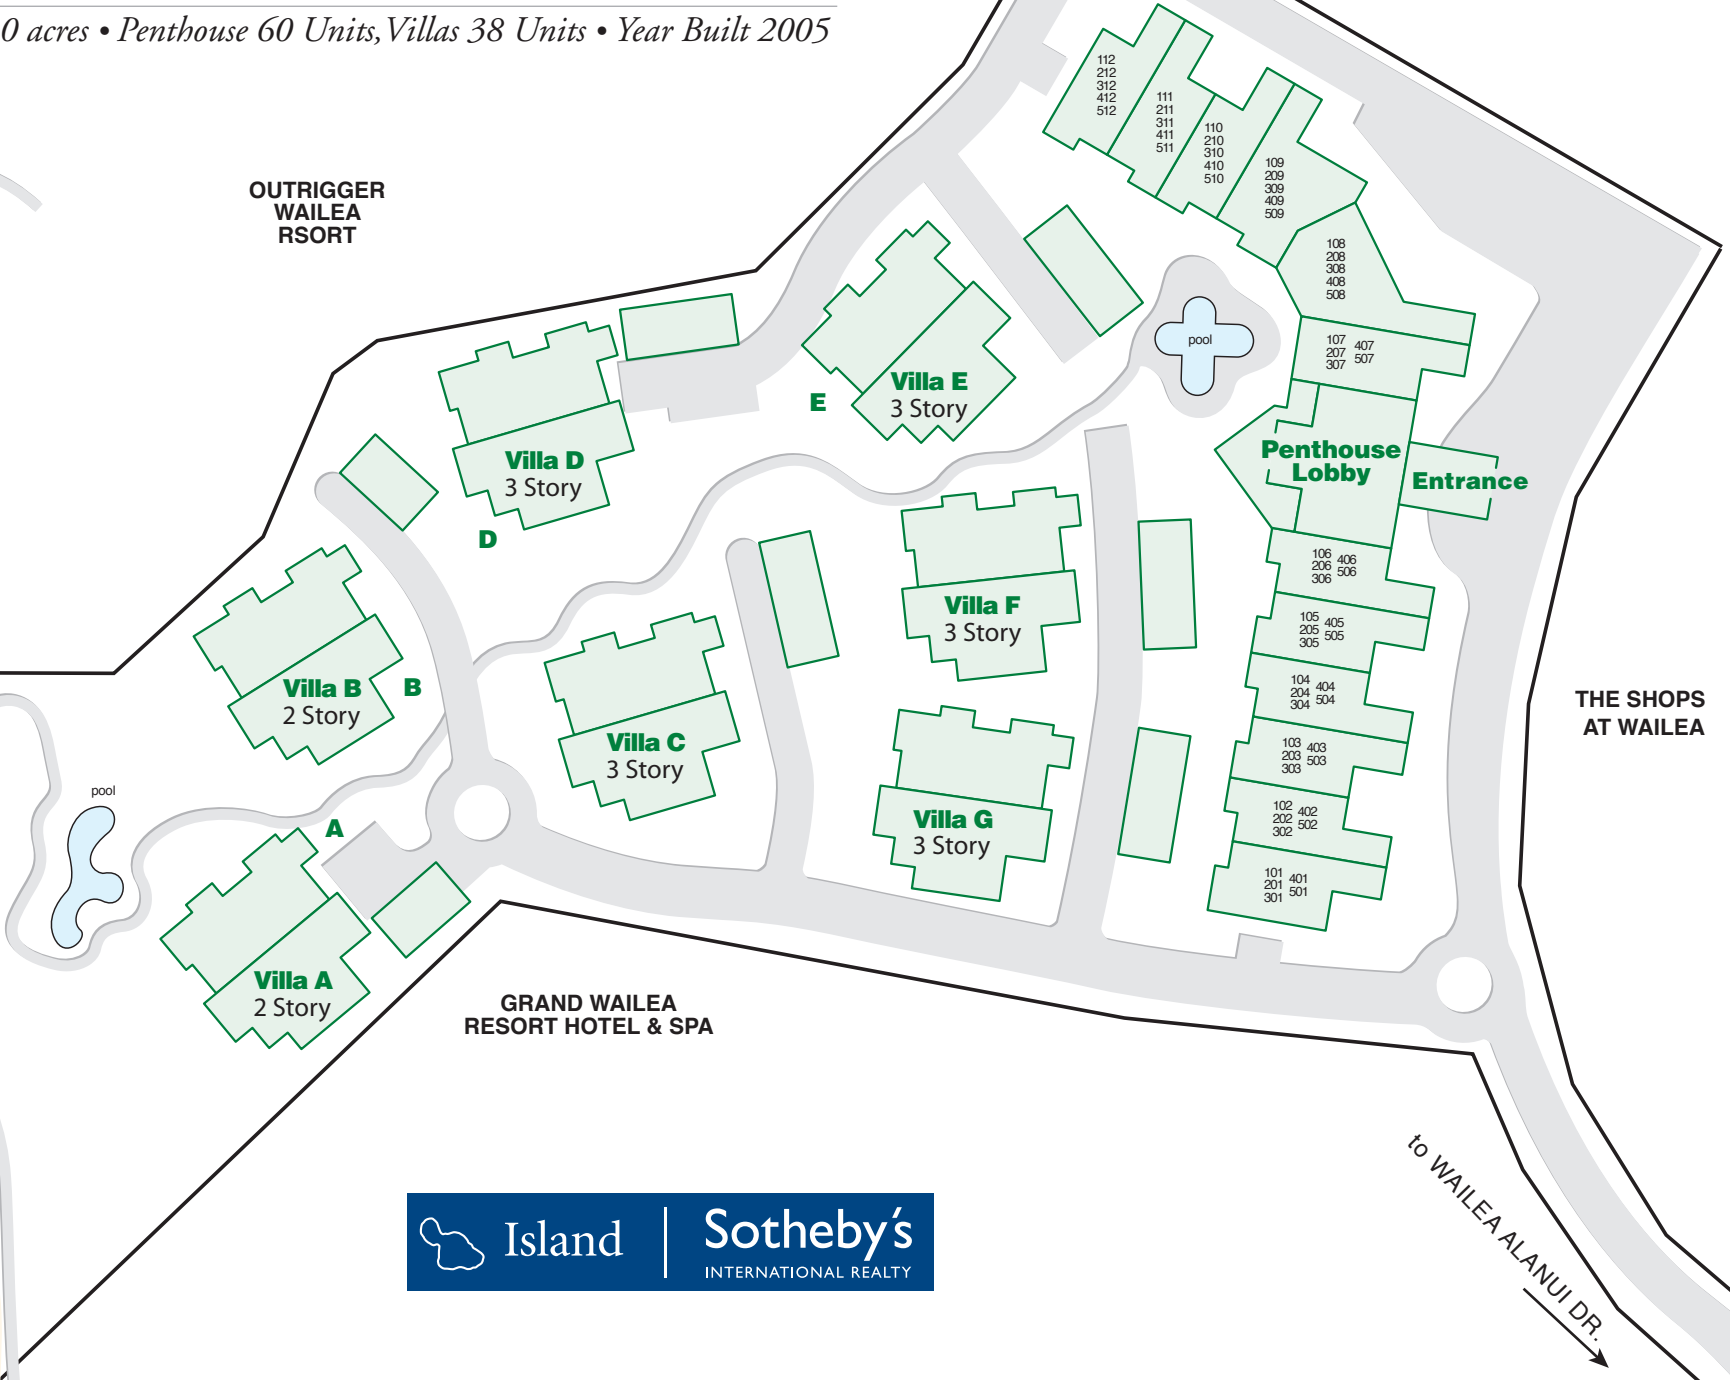 0 acres • Penthouse 60 Units, Villas 38 Units • Year Built 2005
112
212
312
412
512
111
211
311
411
511
110
210
310
410
510
109
209
309
409
509
108
208
308
408
508
107
207
307
407
507
OUTRIGGER
WAILEA
RSORT
pool
Villa E
3 Story
E
Penthouse
Lobby
Entrance
Villa D
3 Story
D
106
206
306
406
506
105
205
305
405
505
104
204
304
404
504
103
203
303
403
503
102
202
302
402
502
101
201
301
401
501
Villa F
3 Story
Villa B
2 Story
B
Villa C
3 Story
THE SHOPS
AT WAILEA
pool
A
Villa G
3 Story
Villa A
2 Story
GRAND WAILEA
RESORT HOTEL & SPA
to WAILEA ALANUI DR.
Island
Sotheby's
INTERNATIONAL REALTY